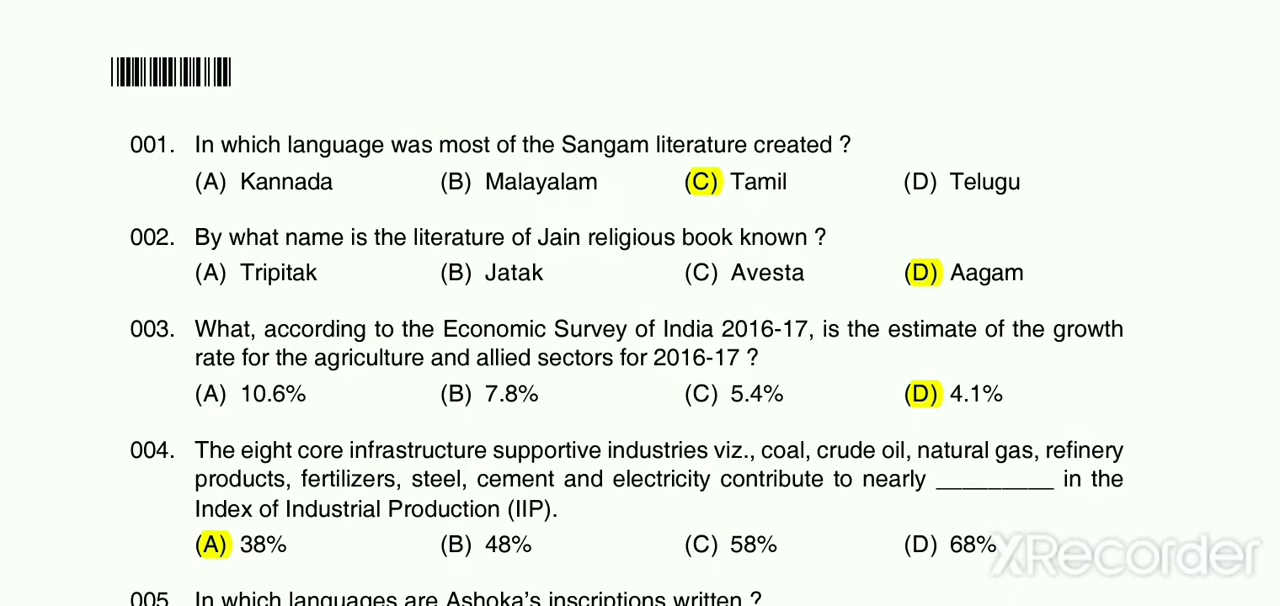 001. In which language was most of the Sangam literature created ?
(A) Kannada (B) Malayalam (C) Tamil (D) Telugu
002. By what name is the literature of Jain religious book known ?
(A) Tripitak (B) Jatak (C) Avesta (D) Aagam
003. What, according to the Economic Survey of India 2016-17, is the estimate of the growth
rate for the agriculture and allied sectors for 2016-17 ?
(A) 10.6% (B) 7.8% (C) 5.4% (D) 4.1%
004. The eight core infrastructure supportive industries viz., coal, crude oil, natural gas, refinery
products, fertilizers, steel, cement and electricity contribute to nearly _________ in the
Index of Industrial Production (IIP).
(A) 38% (B) 48% (C) 58% (D) 68%
XRecorder
005 In which languages are Ashoka's inscriptions written ?